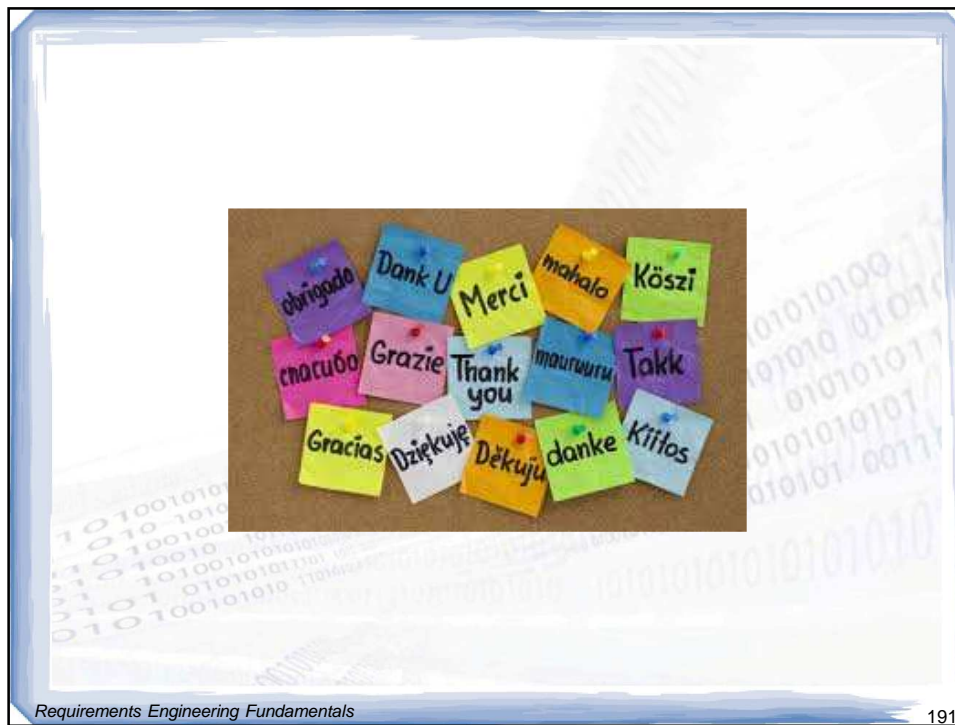 obrigado
Dank U
Merci
mahalo
Köszi
спасибо
Grazie
Thank
you
mauruuru
Takk
Gracias
Dziękuję
Děkuju
danke
Kiitos
Requirements Engineering Fundamentals
191